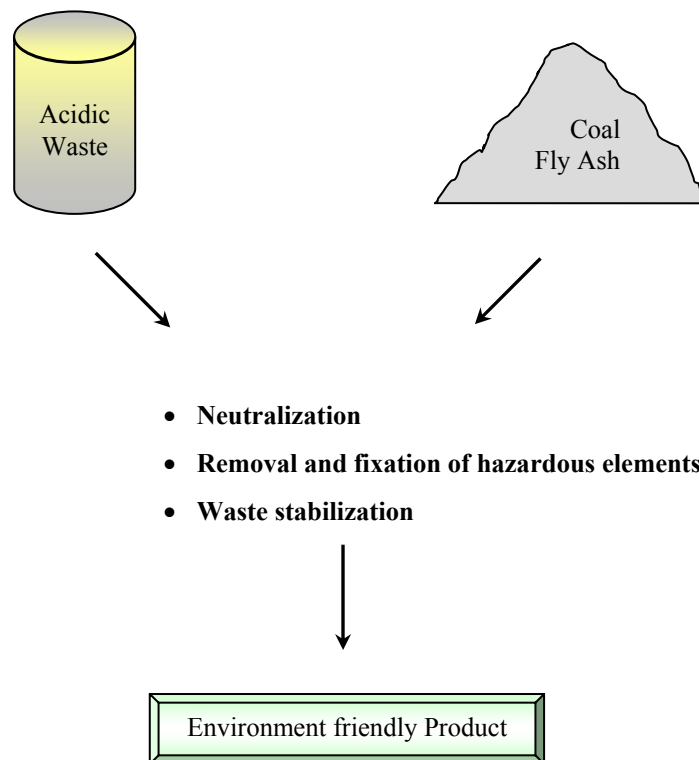 Acidic
Waste
Coal
Fly Ash
• Neutralization
• Removal and fixation of hazardous elements
• Waste stabilization
Environment friendly Product